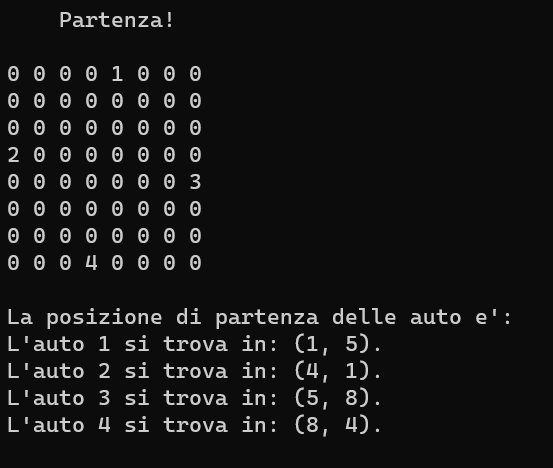 Partenza!
0 0 0 0 1 0 0 0
0 0 0 0 0 0 0 0
0 0 0 0 0 0 0 0
2 0 0 0 0 0 0 0
0 0 0 0 0 0 0 3
0 0 0 0 0 0 0 0
0 0 0 0 0 0 0 0
0 0 0 4 0 0 0 0
La posizione di partenza delle auto e':
L'auto 1 si trova in: (1, 5).
L'auto 2 si trova in: (4, 1).
L'auto 3 si trova in: (5, 8).
L'auto 4 si trova in: (8, 4).